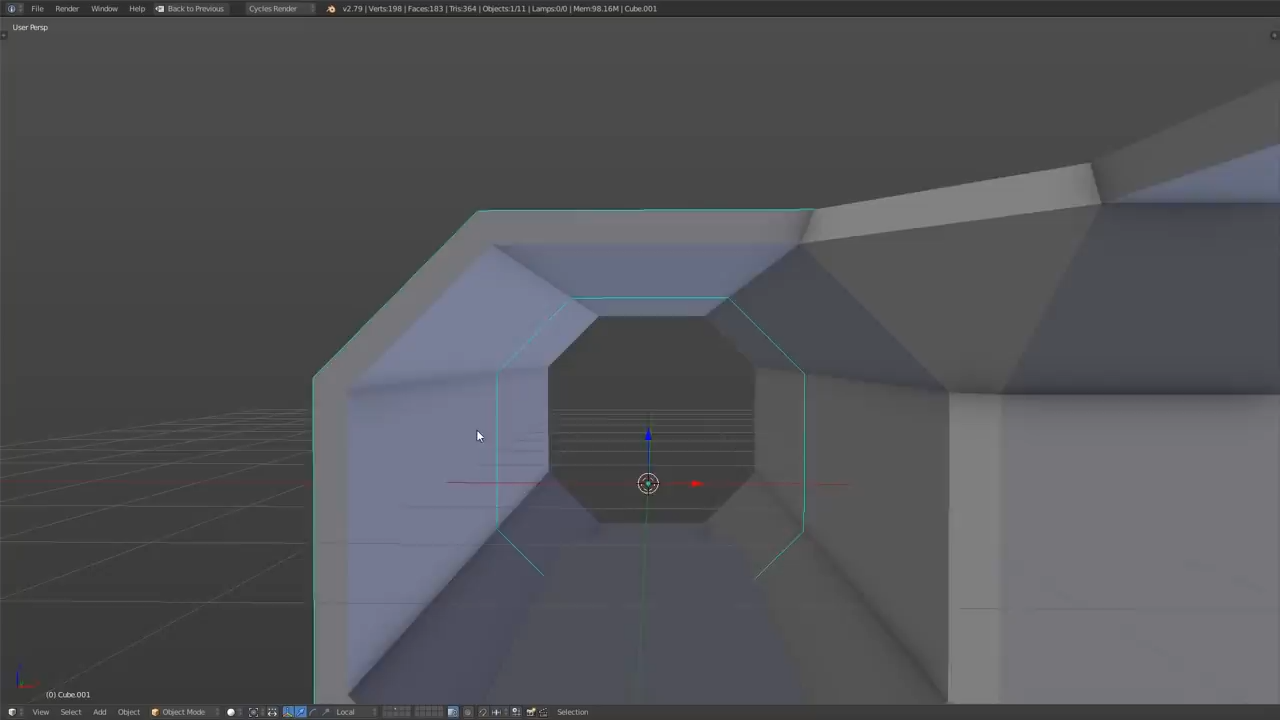 File Render Window Help Back to Previous Cycles Render v2.79 | Verts:198 | Faces:183 | Tris:364 | Objects:1/11 | Lamps:0/0 | Mem:98.16M | Cube.001
User Persp
(0) Cube.001
View Select Add Object Object Mode Local Selection